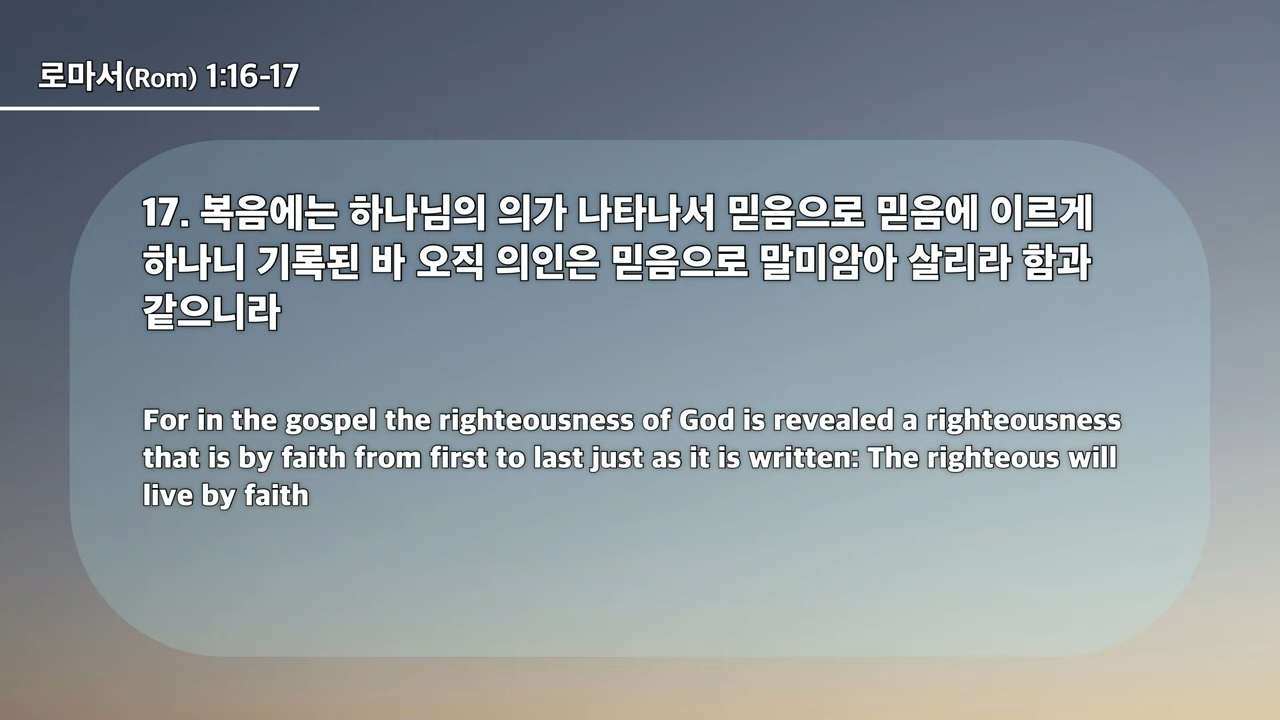 로마서(Rom) 1:16-17
17. 복음에는 하나님의 의가 나타나서 믿음으로 믿음에 이르게
하나니 기록된 바 오직 의인은 믿음으로 말미암아 살리라 함과
같으니라
For in the gospel the righteousness of God is revealed a righteousness
that is by faith from first to last just as it is written: The righteous will
live by faith